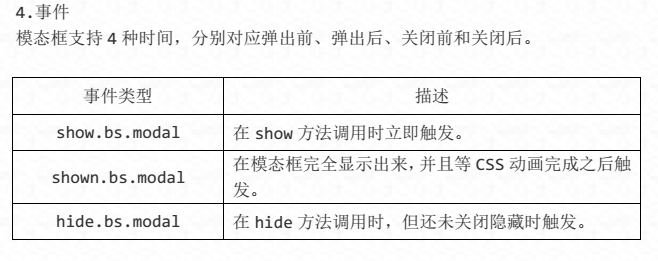 4.事件
模态框支持 4 种时间，分别对应弹出前、弹出后、关闭前和关闭后。
事件类型 描述
show.bs.modal 在 show 方法调用时立即触发。
shown.bs.modal 在模态框完全显示出来，并且等 CSS 动画完成之后触
发。
hide.bs.modal 在 hide 方法调用时，但还未关闭隐藏时触发。